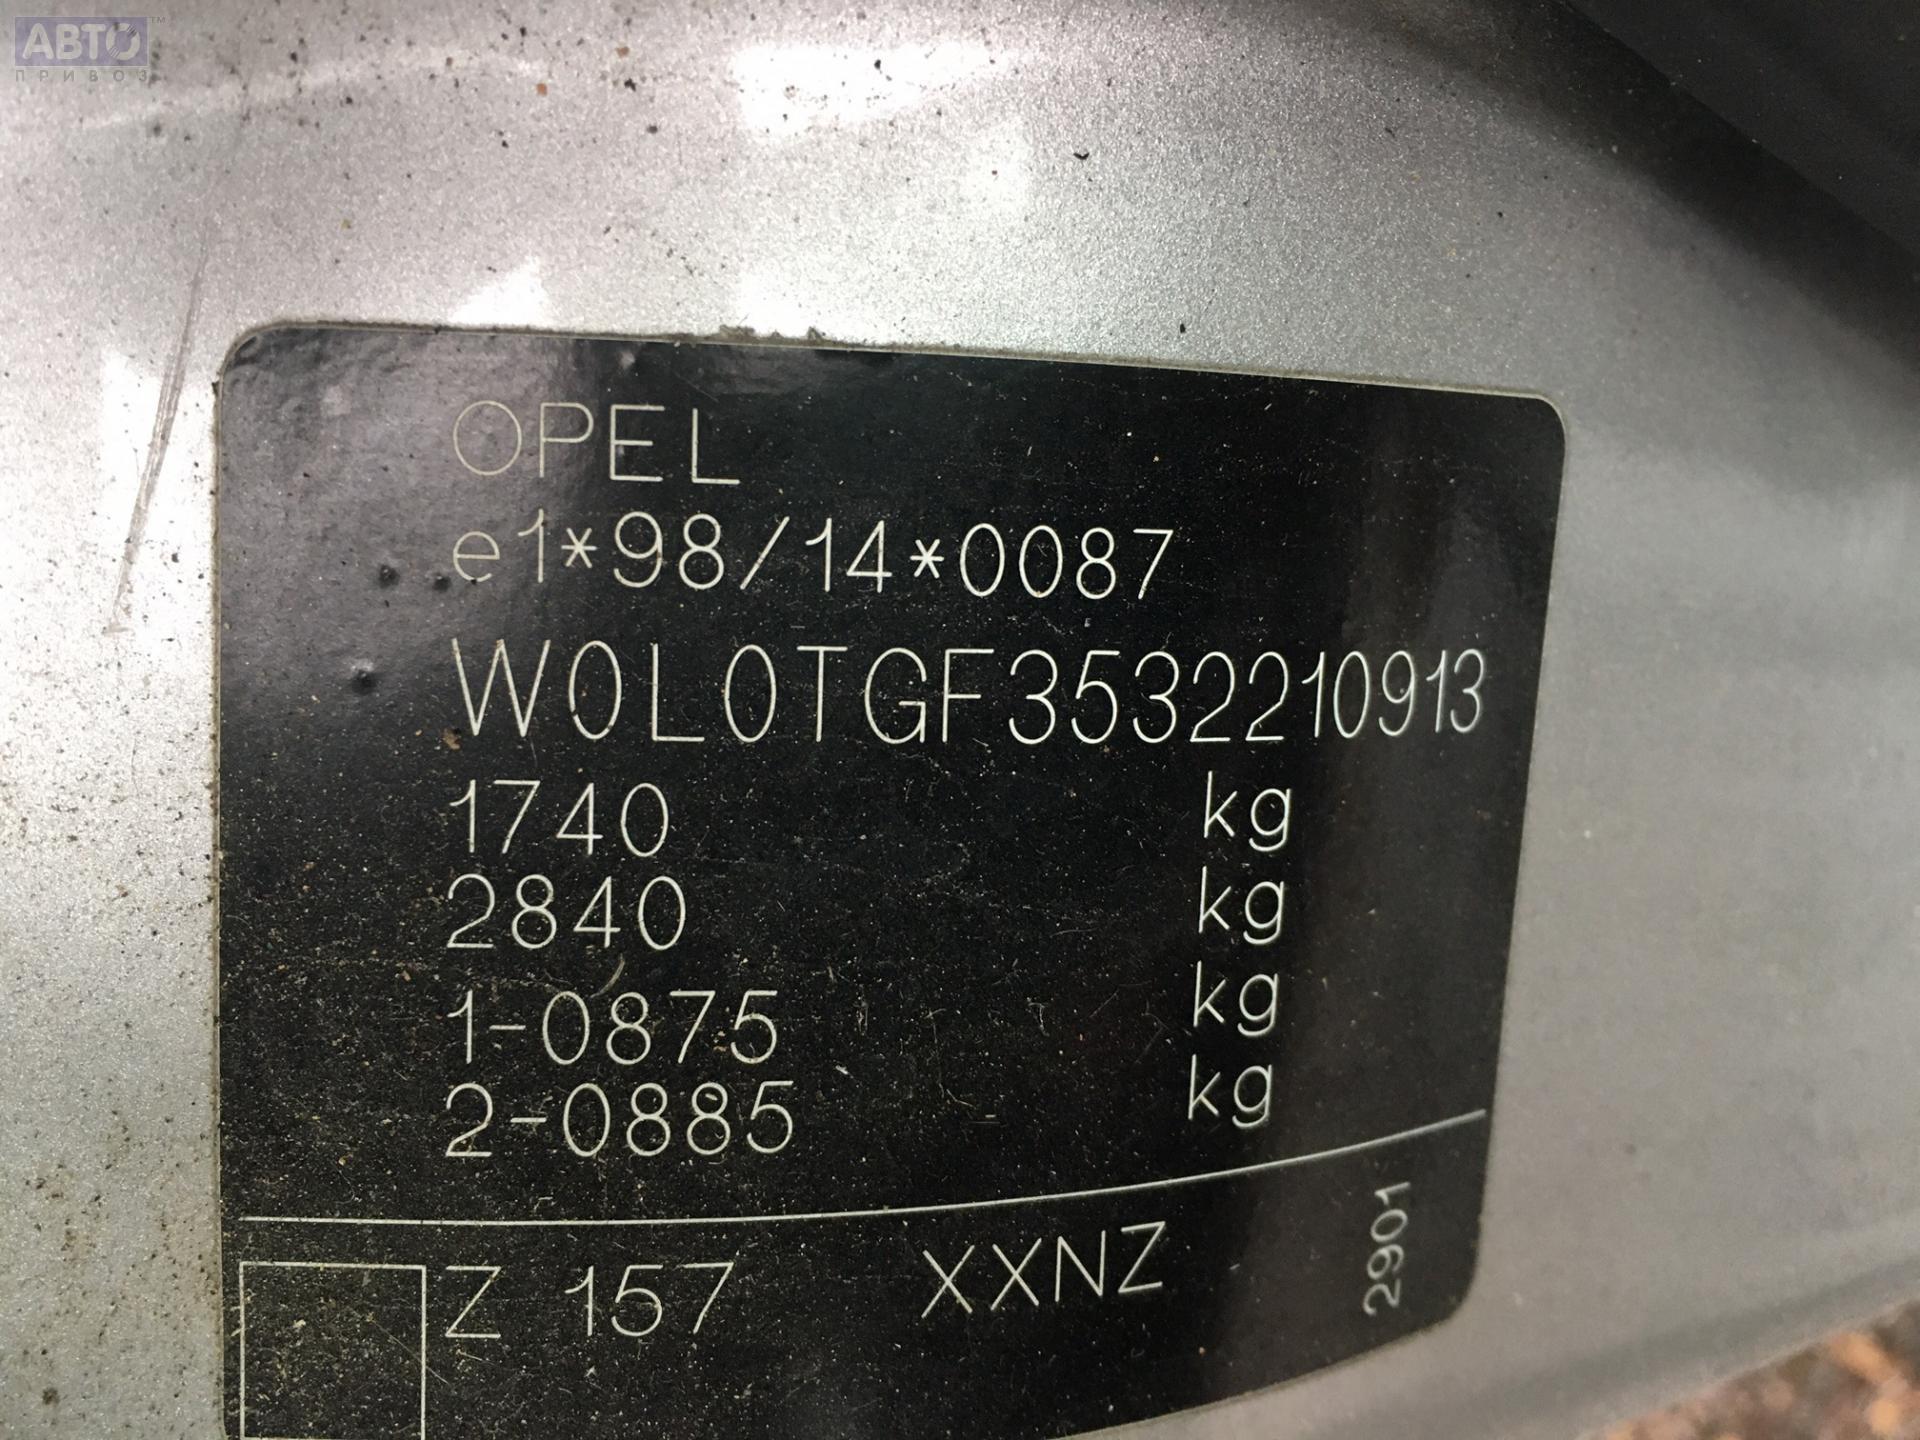 АВТО™
ПРИВОЗ
OPEL
e1*98/14*0087
W0L0TGF3532210913
1740 kg
2840 kg
1-0875 kg
2-0885 kg
Z 157 XXNZ
2901